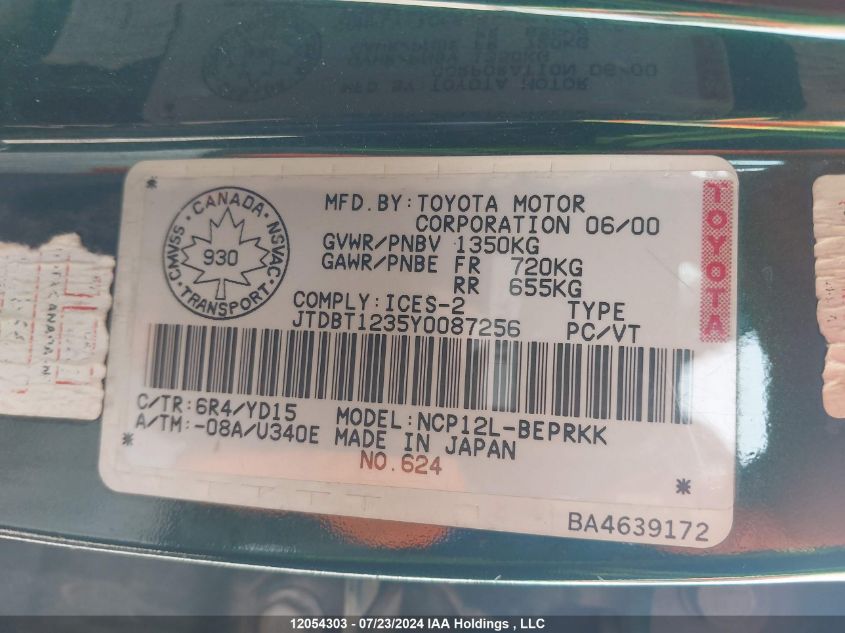 MFD.BY:TOYOTA MOTOR
CORPORATION 06/00
GVWR/PNBV 1350KG
GAWR/PNBE FR 720KG
RR 655KG
COMPLY:ICES-2 TYPE
JTDBT1235Y0087256 PC/VT
CANADA
CMVSS 930 NSVAC
TRANSPORT
TOYOTA
C/TR:6R4/YD15 MODEL:NCP12L-BEPRKK
A/TM:-08A/U340E MADE IN JAPAN
NO.624
BA4639172
12054303 - 07/23/2024 IAA Holdings, LLC